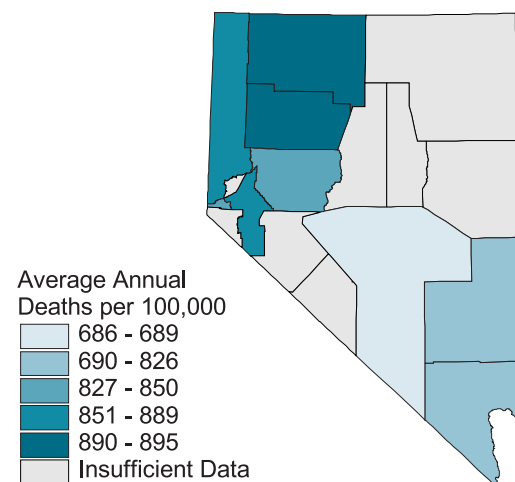 Average Annual
Deaths per 100,000
686 - 689
690 - 826
827 - 850
851 - 889
890 - 895
Insufficient Data